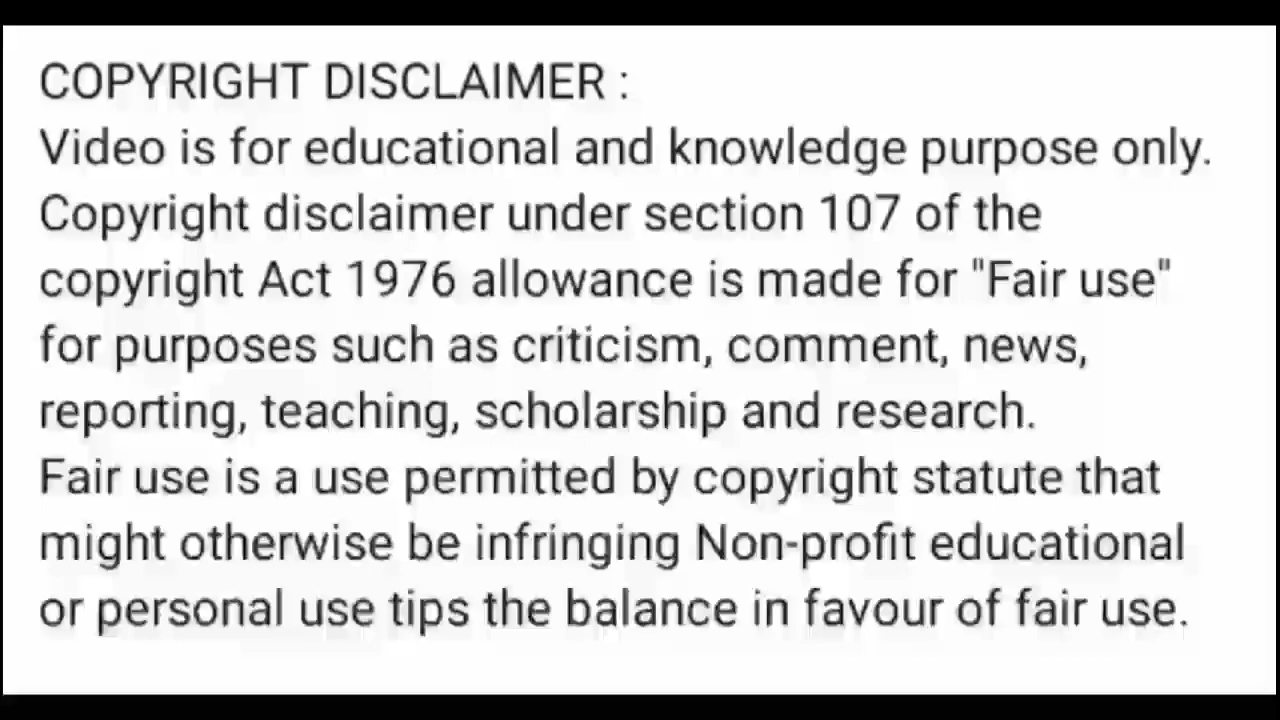 COPYRIGHT DISCLAIMER :
Video is for educational and knowledge purpose only.
Copyright disclaimer under section 107 of the
copyright Act 1976 allowance is made for "Fair use"
for purposes such as criticism, comment, news,
reporting, teaching, scholarship and research.
Fair use is a use permitted by copyright statute that
might otherwise be infringing Non-profit educational
or personal use tips the balance in favour of fair use.